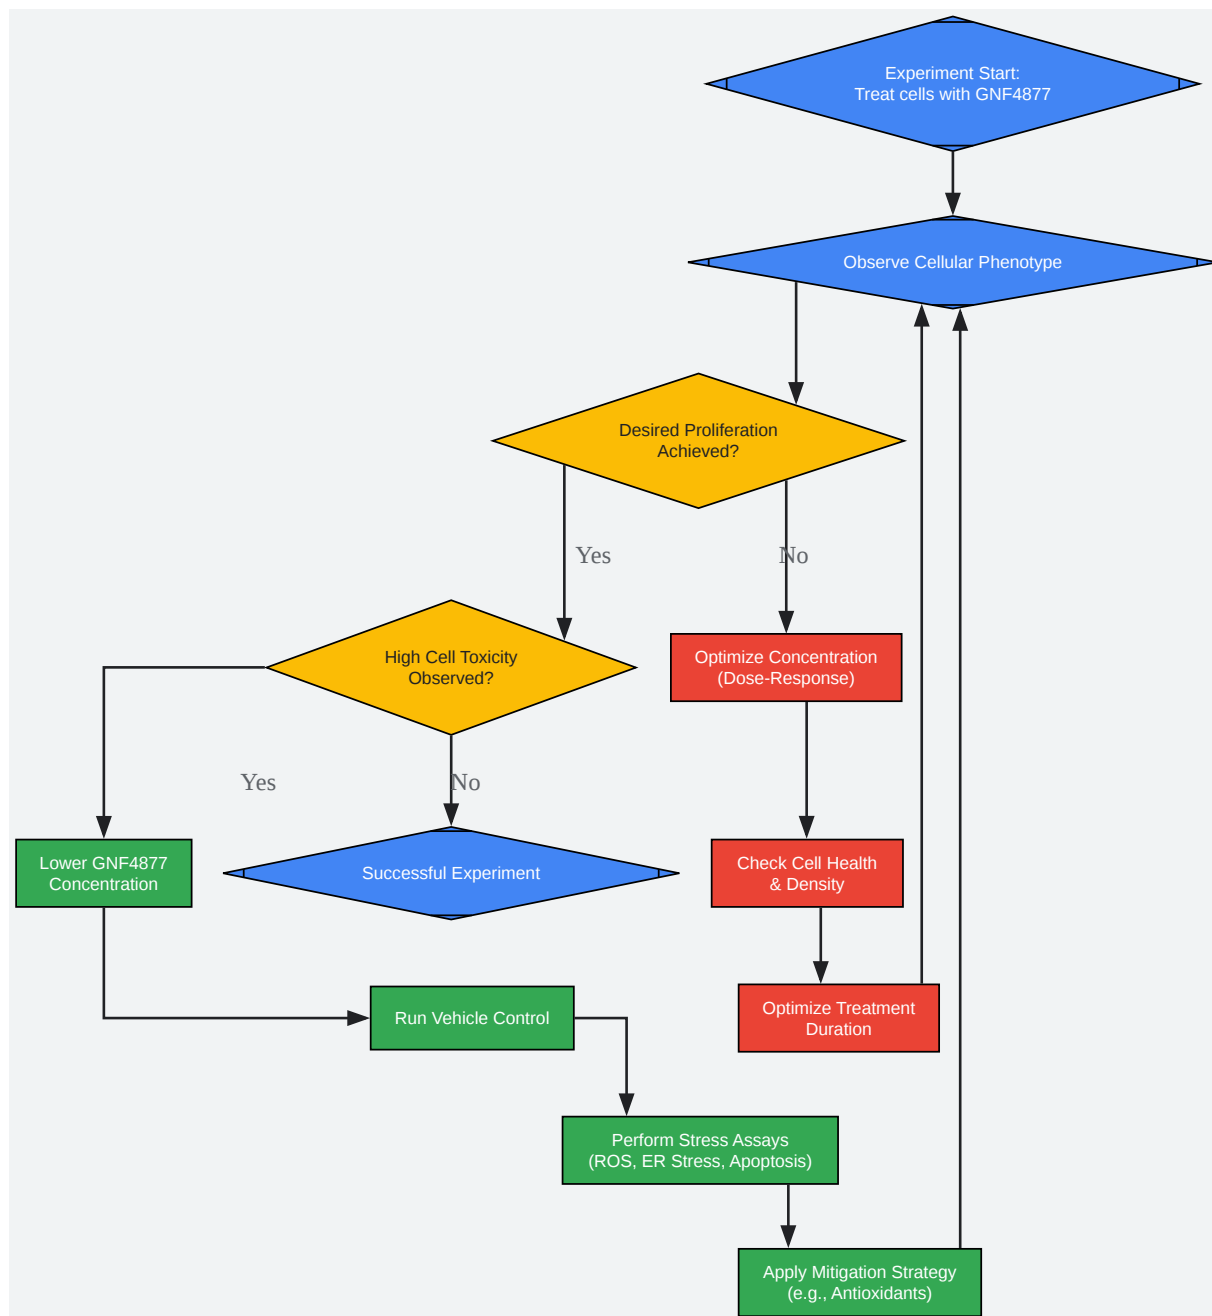 Experiment Start:
Treat cells with GNF4877
Observe Cellular Phenotype
Desired Proliferation
Achieved?
Yes
No
High Cell Toxicity
Observed?
Optimize Concentration
(Dose-Response)
Yes
No
Lower GNF4877
Concentration
Successful Experiment
Check Cell Health
& Density
Run Vehicle Control
Optimize Treatment
Duration
Perform Stress Assays
(ROS, ER Stress, Apoptosis)
Apply Mitigation Strategy
(e.g., Antioxidants)